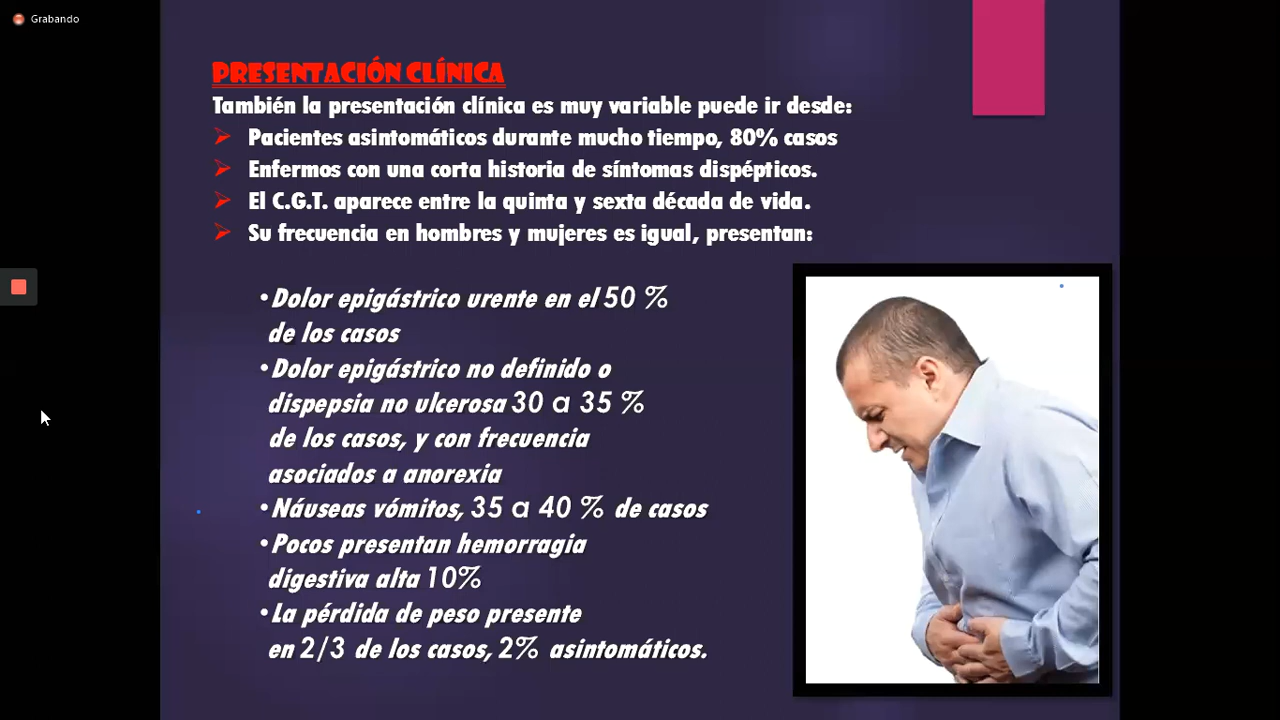 Grabando
PRESENTACIÓN CLÍNICA
También la presentación clínica es muy variable puede ir desde:
Pacientes asintomáticos durante mucho tiempo, 80% casos
Enfermos con una corta historia de síntomas dispépticos.
El C.G.T. aparece entre la quinta y sexta década de vida.
Su frecuencia en hombres y mujeres es igual, presentan:
•Dolor epigástrico urente en el 50 %
de los casos
•Dolor epigástrico no definido o
dispepsia no ulcerosa 30 a 35 %
de los casos, y con frecuencia
asociados a anorexia
•Náuseas vómitos, 35 a 40 % de casos
•Pocos presentan hemorragia
digestiva alta 10%
•La pérdida de peso presente
en 2/3 de los casos, 2% asintomáticos.